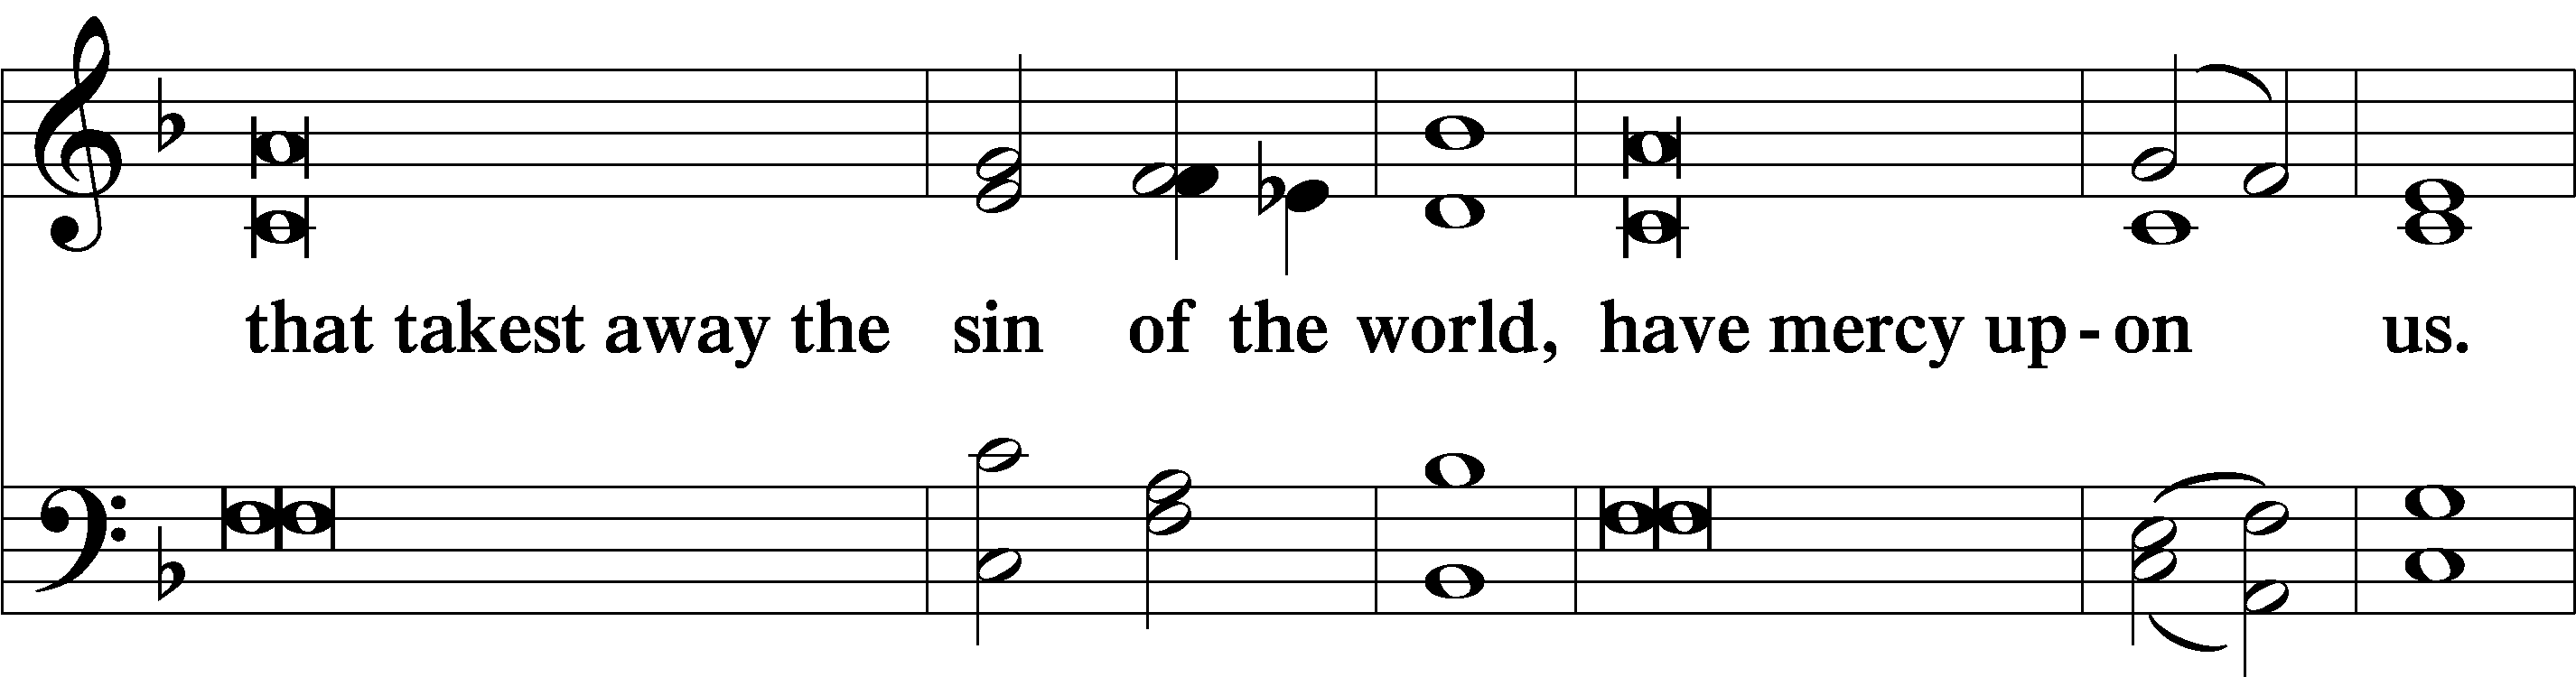 that takest away the sin of the world, have mercy up-on us.